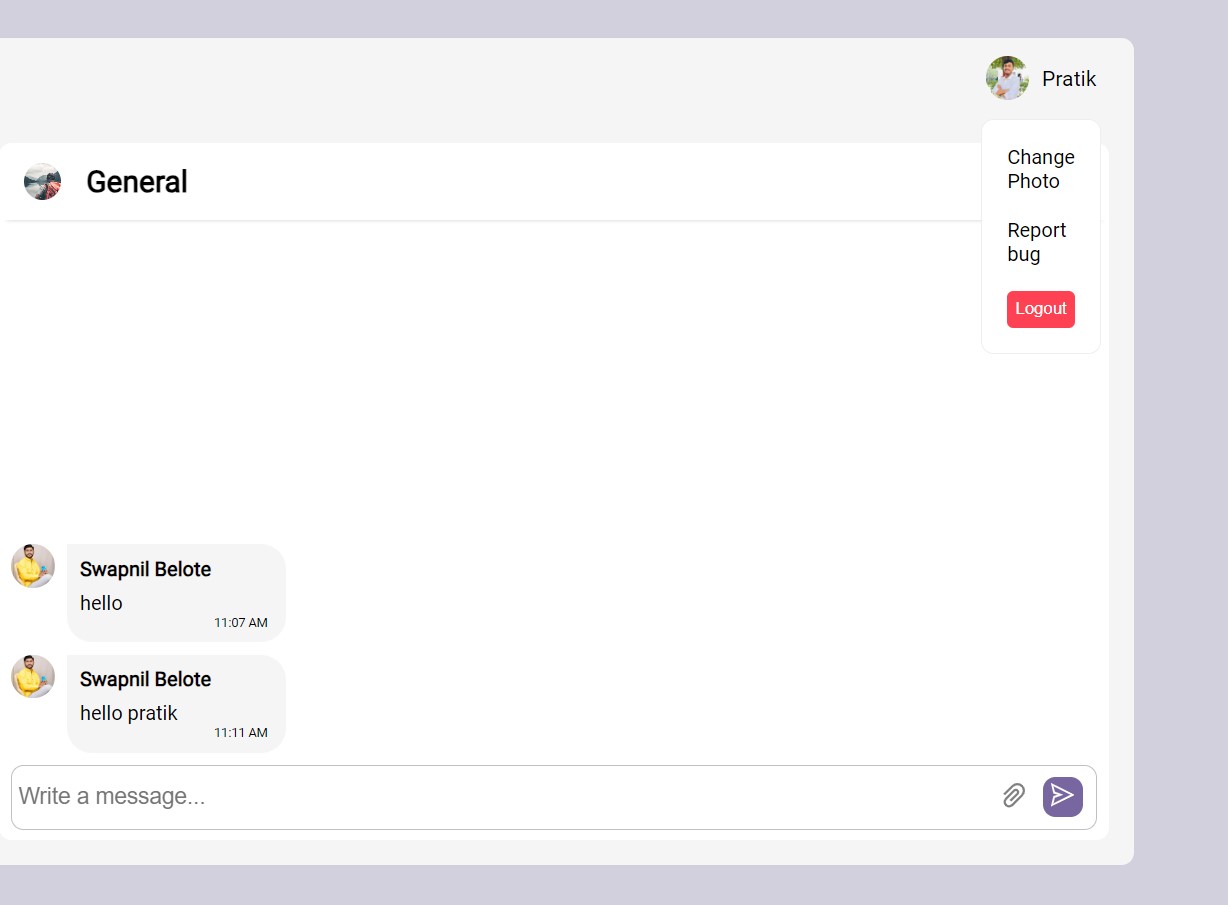 Pratik
General
Change
Photo
Report
bug
Logout
Swapnil Belote
hello
11:07 AM
Swapnil Belote
hello pratik
11:11 AM
Write a message...